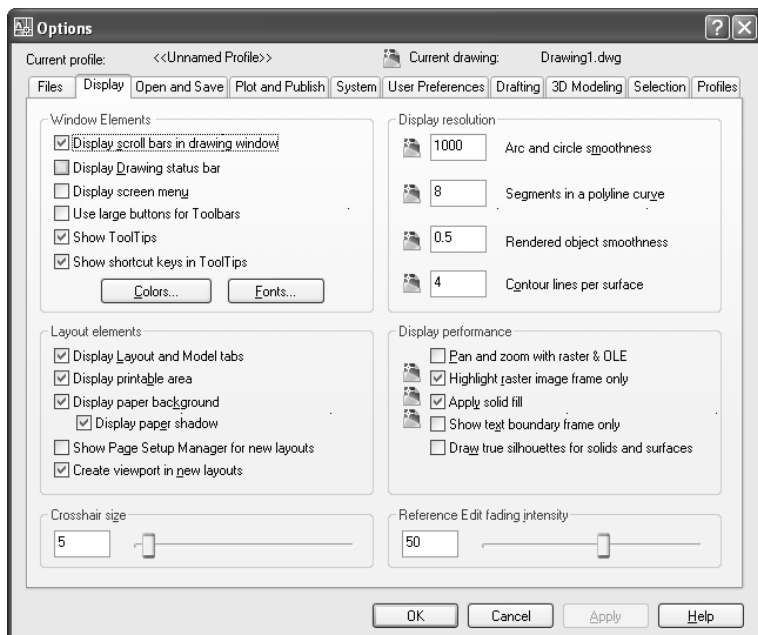 Options
Current profile: <<Unnamed Profile>> Current drawing: Drawing1.dwg
Files Display Open and Save Plot and Publish System User Preferences Drafting 3D Modeling Selection Profiles
Window Elements
Display scroll bars in drawing window
Display Drawing status bar
Display screen menu
Use large buttons for Toolbars
Show ToolTips
Show shortcut keys in ToolTips
Colors... Fonts...
Display resolution
1000 Arc and circle smoothness
8 Segments in a polyline curve
0.5 Rendered object smoothness
4 Contour lines per surface
Layout elements
Display Layout and Model tabs
Display printable area
Display paper background
Display paper shadow
Show Page Setup Manager for new layouts
Create viewport in new layouts
Display performance
Pan and zoom with raster & OLE
Highlight raster image frame only
Apply solid fill
Show text boundary frame only
Draw true silhouettes for solids and surfaces
Crosshair size
5
Reference Edit fading intensity
50
OK Cancel Apply Help